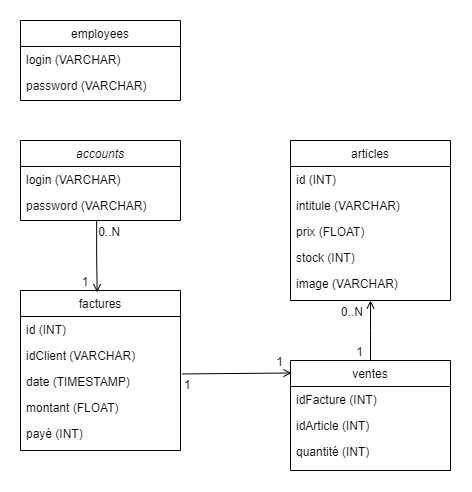 employees
login (VARCHAR)
password (VARCHAR)
accounts
login (VARCHAR)
password (VARCHAR)
0..N
1
factures
id (INT)
idClient (VARCHAR)
date (TIMESTAMP)
montant (FLOAT)
payé (INT)
1
1
articles
id (INT)
intitule (VARCHAR)
prix (FLOAT)
stock (INT)
image (VARCHAR)
0..N
1
ventes
idFacture (INT)
idArticle (INT)
quantité (INT)